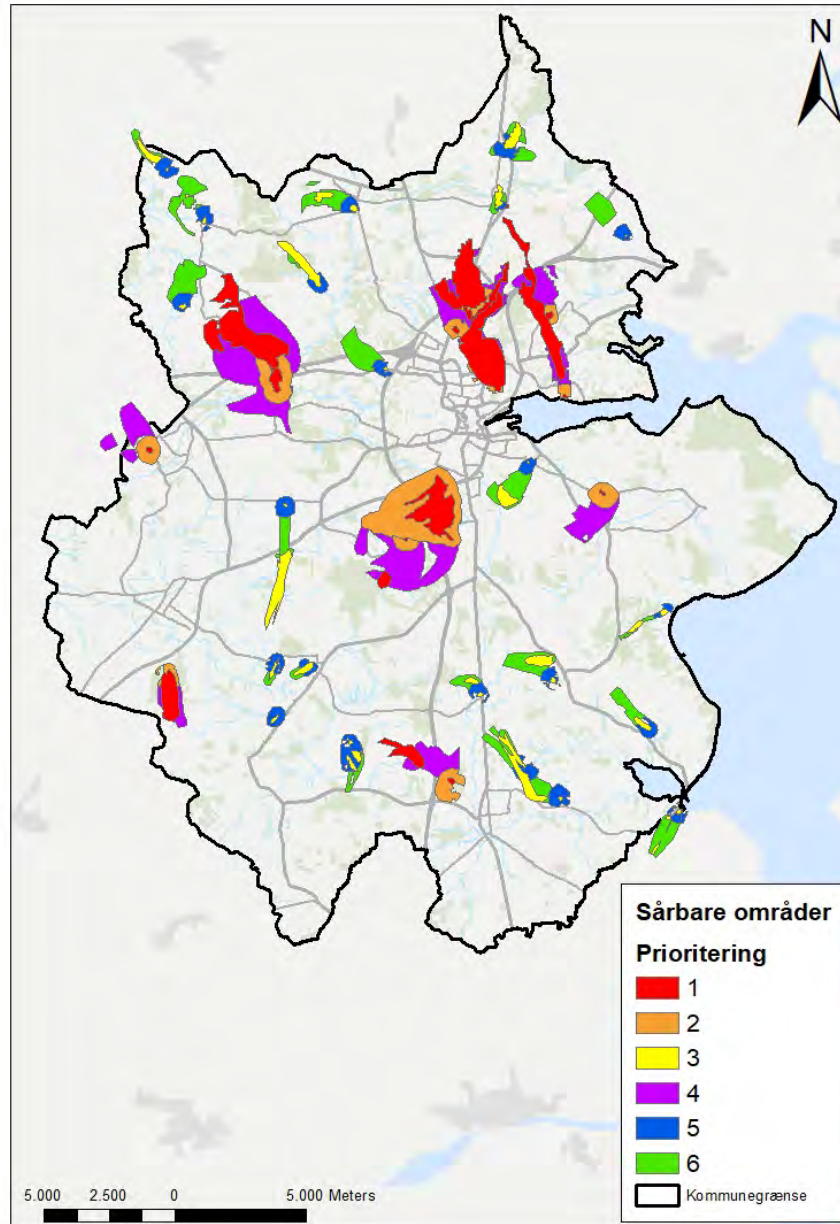 N
Sårbare områder
Prioritering
1
2
3
4
5
6
Kommunegrænse
5.000 2.500 0 5.000 Meters